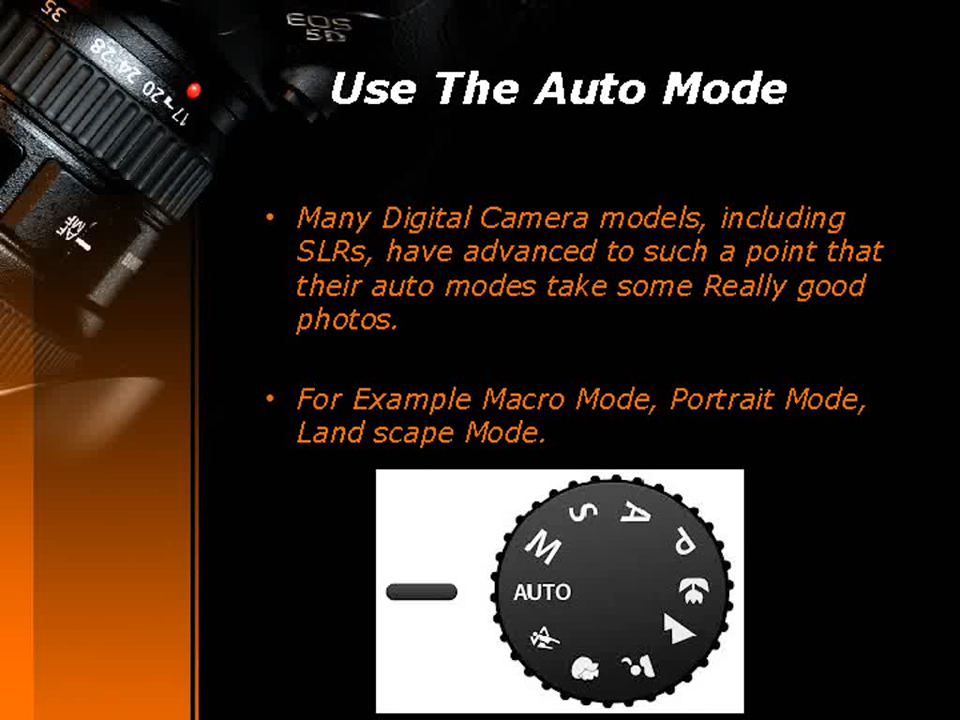 EOS
5D
35
28
24
20
17
AF
MF
Use The Auto Mode
• Many Digital Camera models, including
SLRs, have advanced to such a point that
their auto modes take some Really good
photos.
• For Example Macro Mode, Portrait Mode,
Land scape Mode.
S A
M P
AUTO